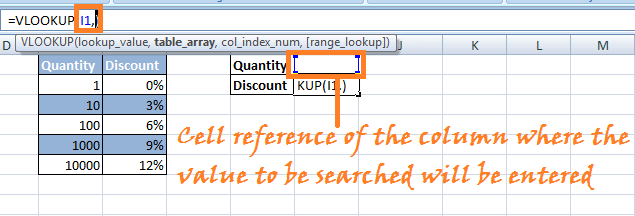 =VLOOKUP(I1,
VLOOKUP(lookup_value, table_array, col_index_num, [range_lookup])
D J K L M
Quantity Discount Quantity
1 0% Discount KUP(I1,)
10 3%
100 6%
1000 9%
10000 12%
Cell reference of the column where the
value to be searched will be entered